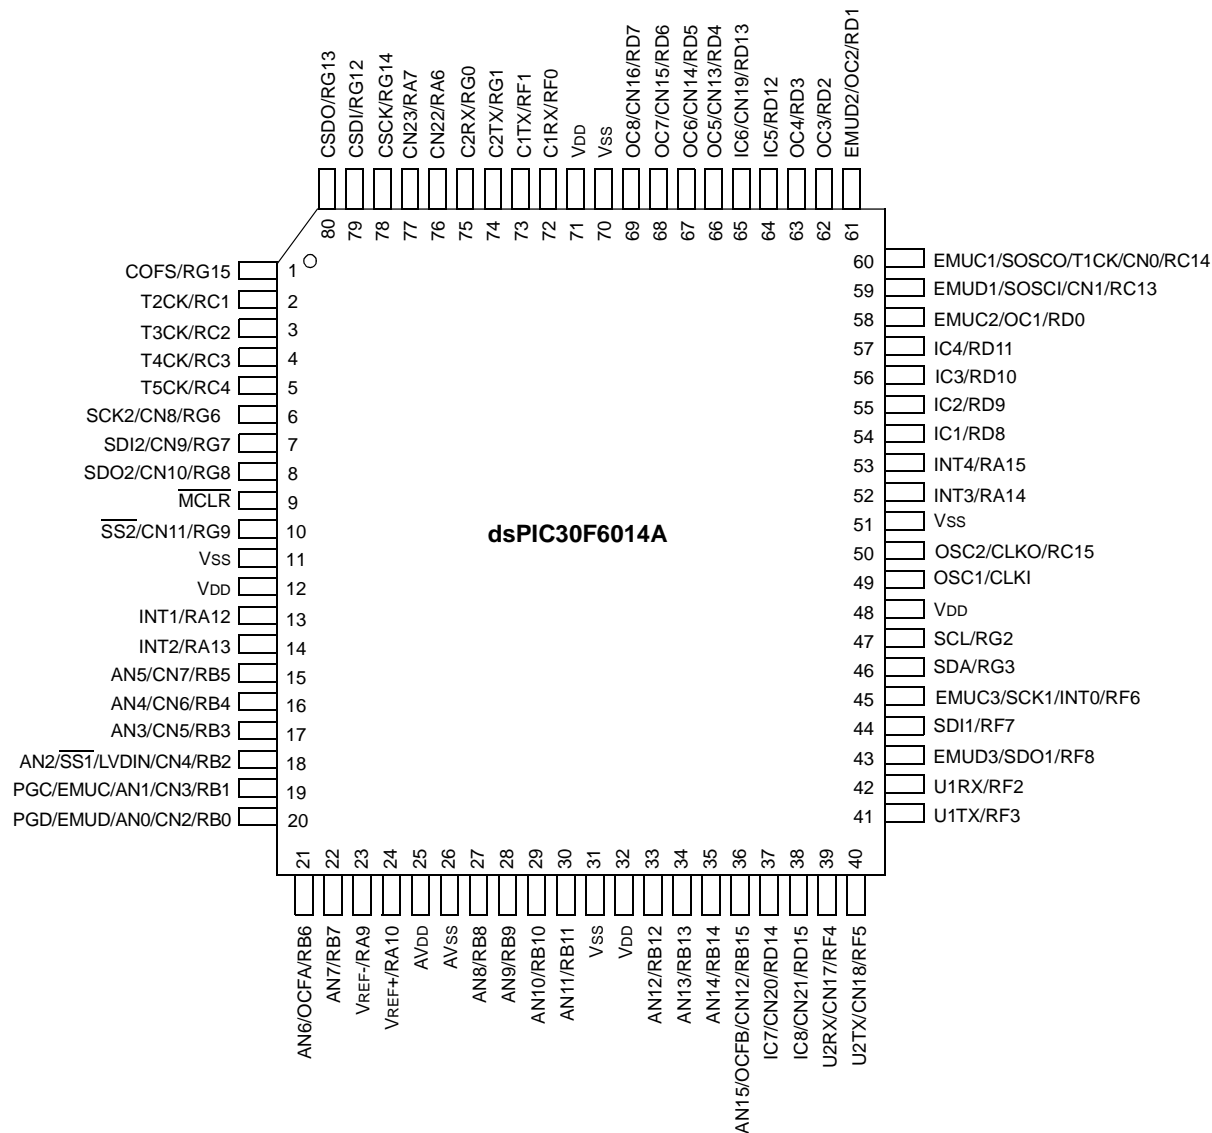 CSDO/RG13
CSDI/RG12
CSCK/RG14
CN23/RA7
CN22/RA6
C2RX/RG0
C2TX/RG1
C1TX/RF1
C1RX/RF0
VDD
VSS
OC8/CN16/RD7
OC7/CN15/RD6
OC6/CN14/RD5
OC5/CN13/RD4
IC6/CN19/RD13
IC5/RD12
OC4/RD3
OC3/RD2
EMUD2/OC2/RD1
80
79
78
77
76
75
74
73
72
71
70
69
68
67
66
65
64
63
62
61
COFS/RG15 1
T2CK/RC1 2
T3CK/RC2 3
T4CK/RC3 4
T5CK/RC4 5
SCK2/CN8/RG6 6
SDI2/CN9/RG7 7
SDO2/CN10/RG8 8
MCLR 9
SS2/CN11/RG9 10
VSS 11
VDD 12
INT1/RA12 13
INT2/RA13 14
AN5/CN7/RB5 15
AN4/CN6/RB4 16
AN3/CN5/RB3 17
AN2/SS1/LVDIN/CN4/RB2 18
PGC/EMUC/AN1/CN3/RB1 19
PGD/EMUD/AN0/CN2/RB0 20
dsPIC30F6014A
60 EMUC1/SOSCO/T1CK/CN0/RC14
59 EMUD1/SOSCI/CN1/RC13
58 EMUC2/OC1/RD0
57 IC4/RD11
56 IC3/RD10
55 IC2/RD9
54 IC1/RD8
53 INT4/RA15
52 INT3/RA14
51 VSS
50 OSC2/CLKO/RC15
49 OSC1/CLKI
48 VDD
47 SCL/RG2
46 SDA/RG3
45 EMUC3/SCK1/INT0/RF6
44 SDI1/RF7
43 EMUD3/SDO1/RF8
42 U1RX/RF2
41 U1TX/RF3
21
22
23
24
25
26
27
28
29
30
31
32
33
34
35
36
37
38
39
40
AN6/OCFA/RB6
AN7/RB7
VREF-/RA9
VREF+/RA10
AVDD
AVSS
AN8/RB8
AN9/RB9
AN10/RB10
AN11/RB11
VSS
VDD
AN12/RB12
AN13/RB13
AN14/RB14
AN15/OCFB/CN12/RB15
IC7/CN20/RD14
IC8/CN21/RD15
U2RX/CN17/RF4
U2TX/CN18/RF5